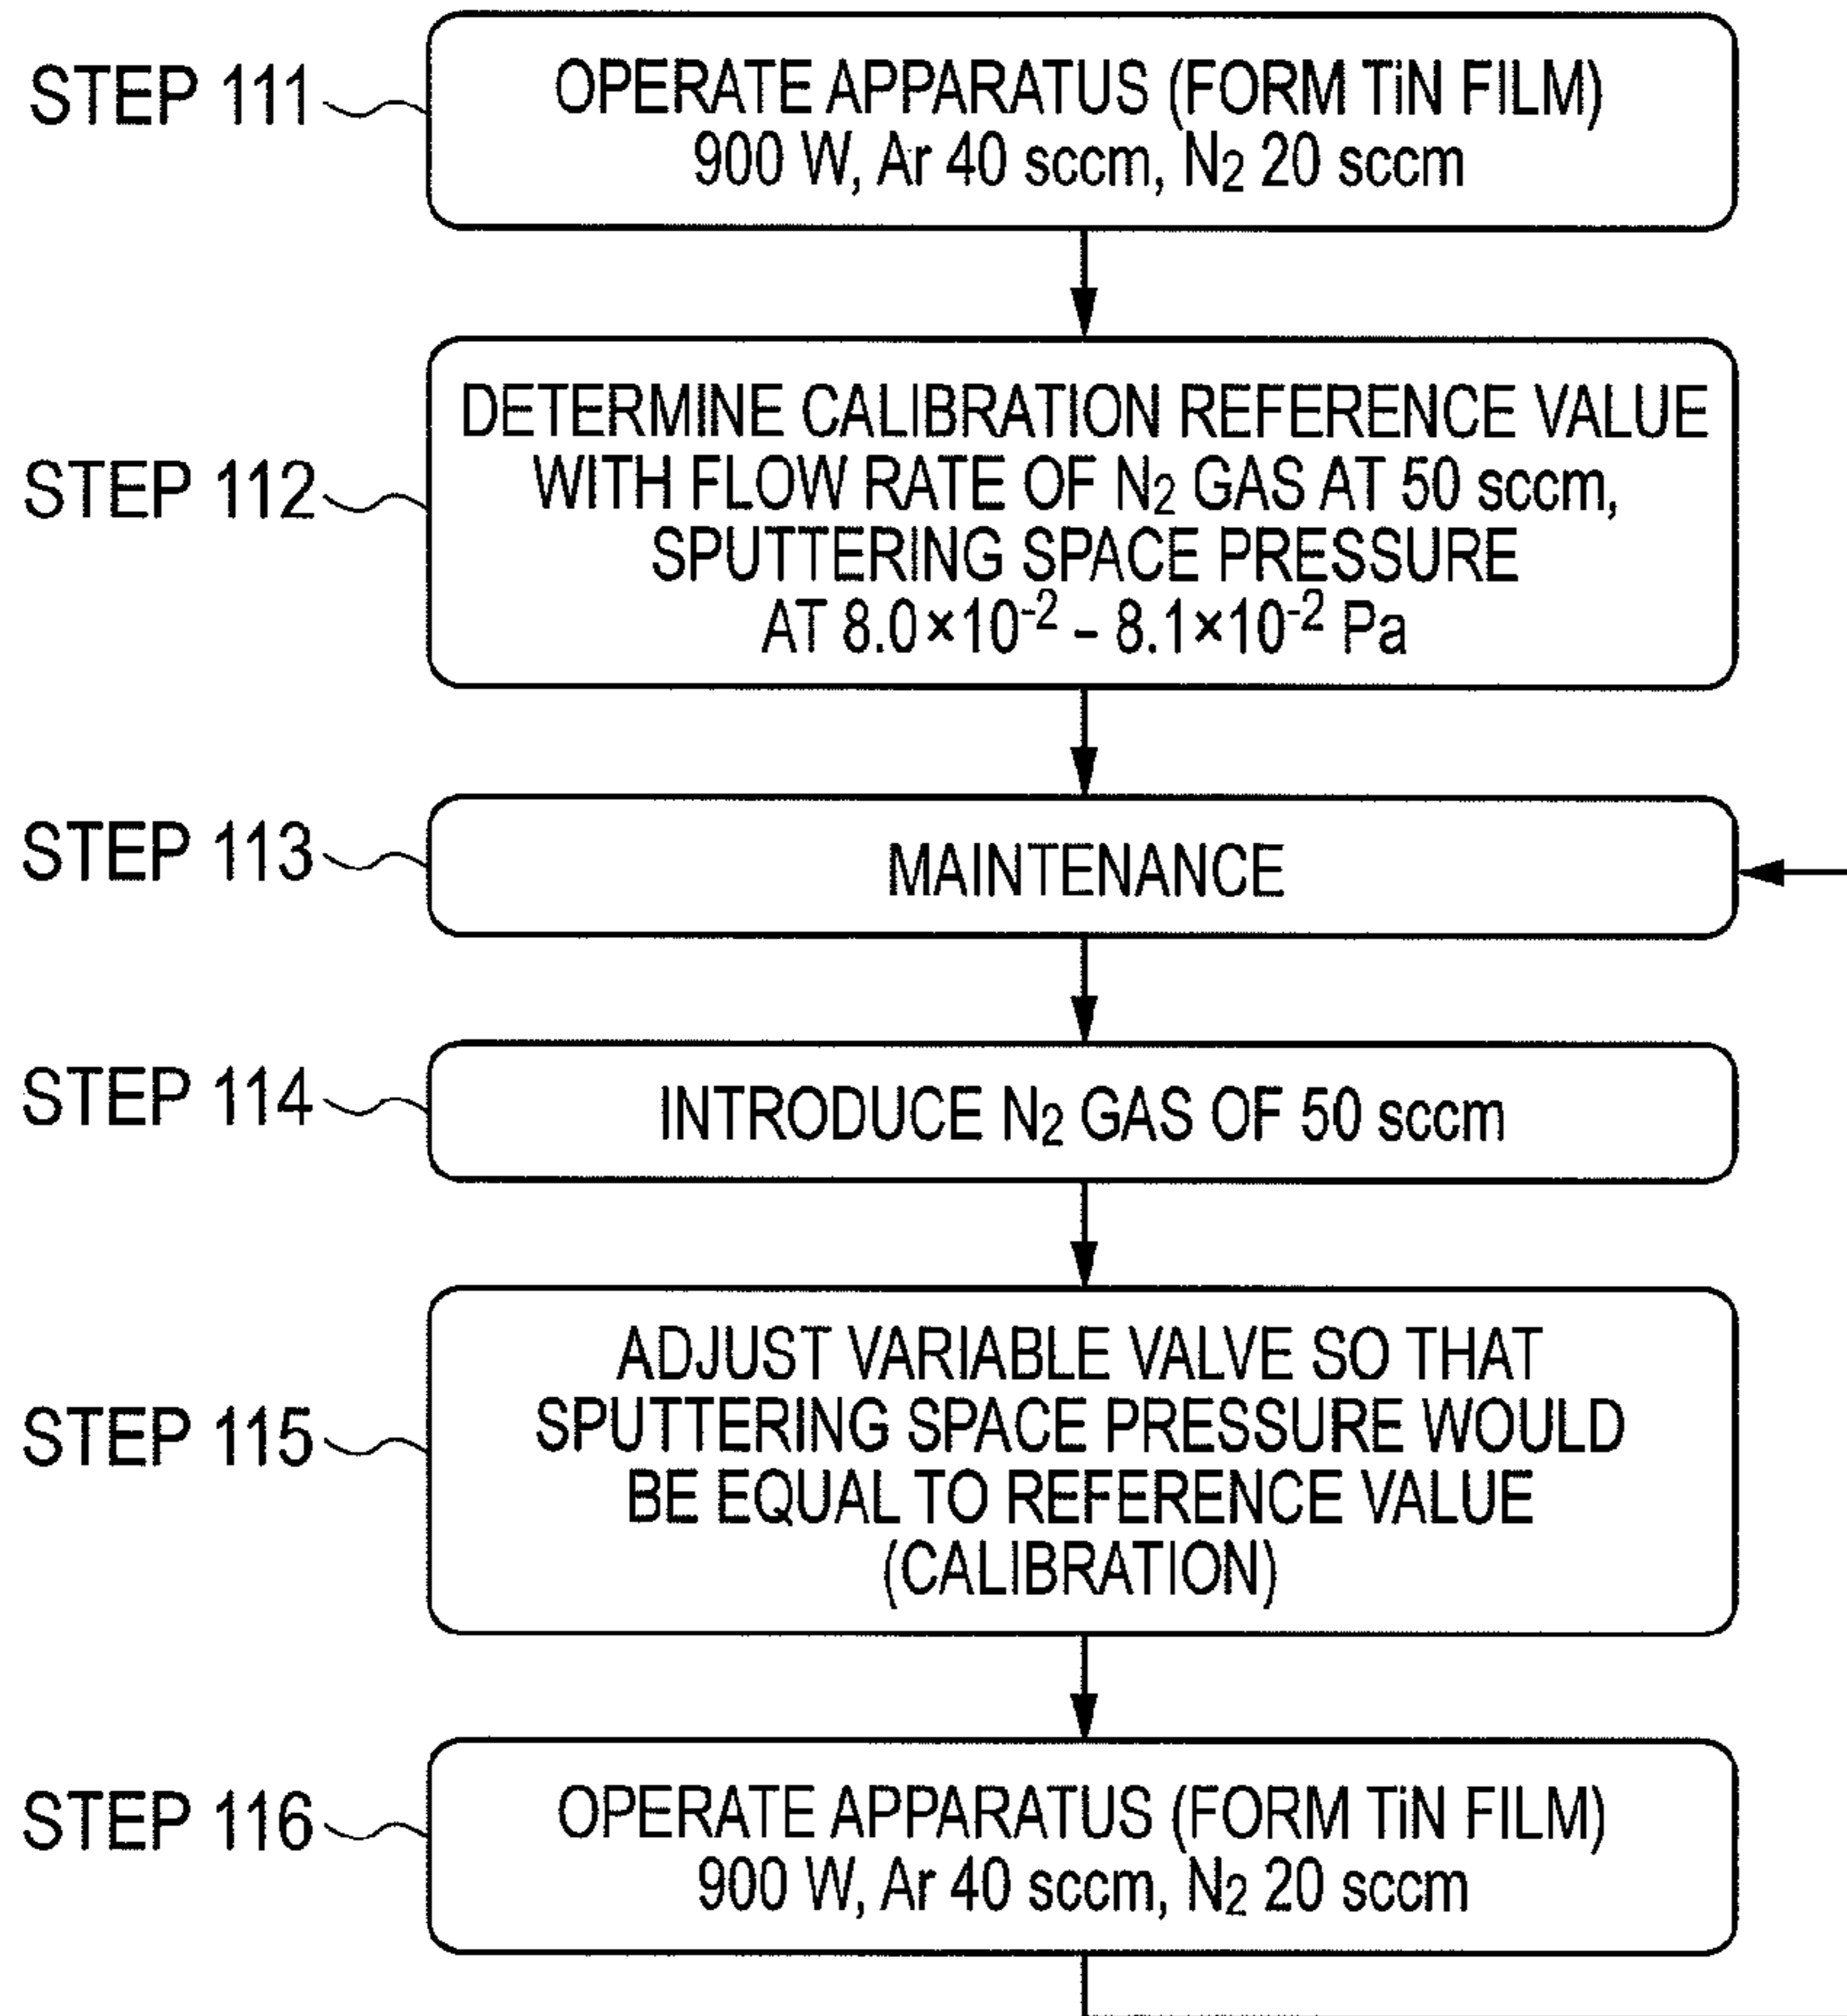 STEP 111
OPERATE APPARATUS (FORM TiN FILM)
900 W, Ar 40 sccm, N₂ 20 sccm
STEP 112
DETERMINE CALIBRATION REFERENCE VALUE
WITH FLOW RATE OF N₂ GAS AT 50 sccm,
SPUTTERING SPACE PRESSURE
AT 8.0×10⁻² – 8.1×10⁻² Pa
STEP 113
MAINTENANCE
STEP 114
INTRODUCE N₂ GAS OF 50 sccm
STEP 115
ADJUST VARIABLE VALVE SO THAT
SPUTTERING SPACE PRESSURE WOULD
BE EQUAL TO REFERENCE VALUE
(CALIBRATION)
STEP 116
OPERATE APPARATUS (FORM TiN FILM)
900 W, Ar 40 sccm, N₂ 20 sccm